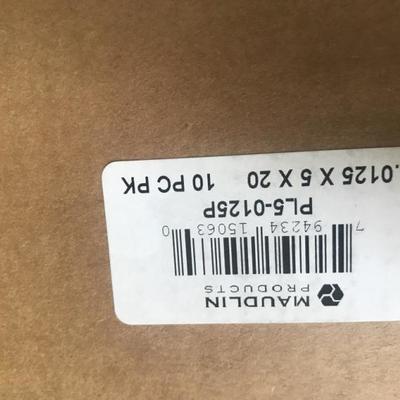 MAUDLIN
PRODUCTS
7 94234 15063 0
PL5-0125P
.0125 X 5 X 20 10 PC PK